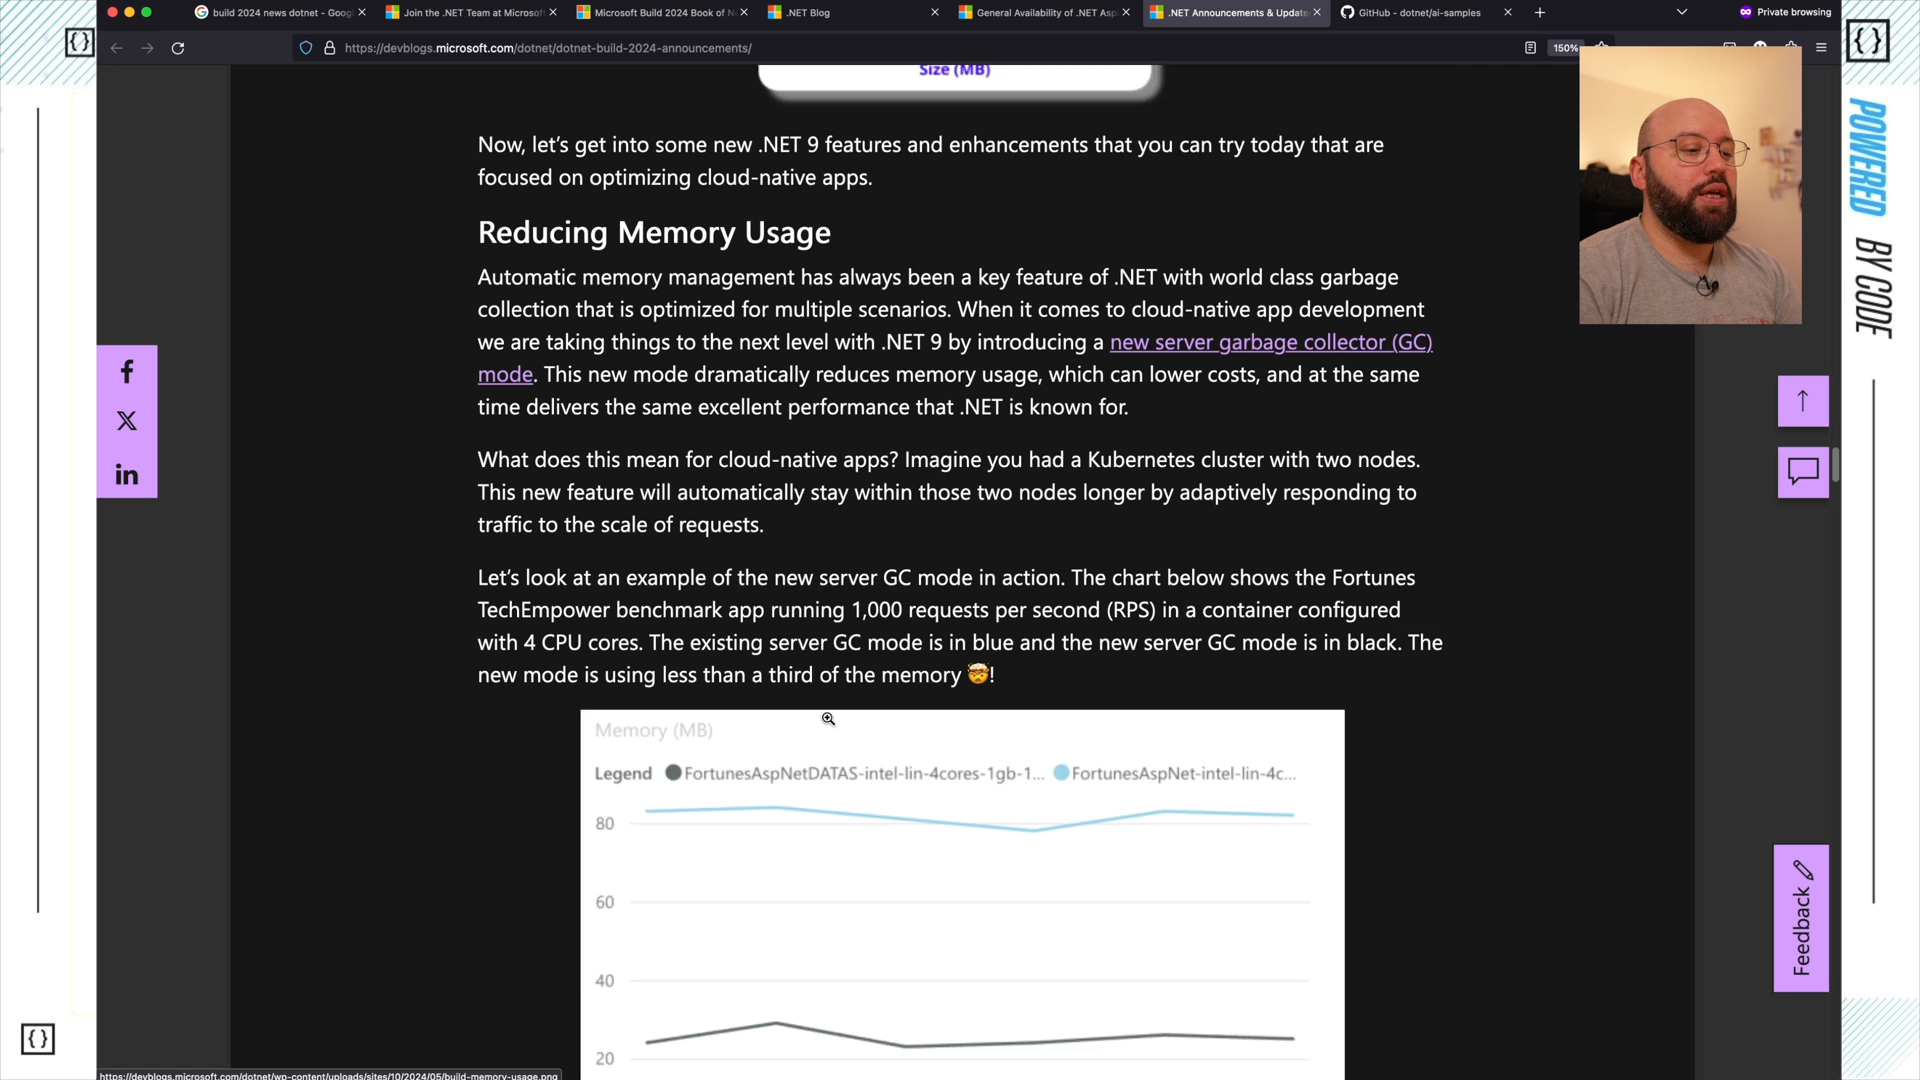 build 2024 news dotnet - Goog
Join the .NET Team at Microsof
Microsoft Build 2024 Book of N
.NET Blog
General Availability of .NET Asp
.NET Announcements & Update
GitHub - dotnet/ai-samples
Private browsing
https://devblogs.microsoft.com/dotnet/dotnet-build-2024-announcements/
150%
{}
{}
POWERED BY CODE
Size (MB)
Now, let's get into some new .NET 9 features and enhancements that you can try today that are
focused on optimizing cloud-native apps.
Reducing Memory Usage
Automatic memory management has always been a key feature of .NET with world class garbage
collection that is optimized for multiple scenarios. When it comes to cloud-native app development
we are taking things to the next level with .NET 9 by introducing a new server garbage collector (GC)
mode. This new mode dramatically reduces memory usage, which can lower costs, and at the same
time delivers the same excellent performance that .NET is known for.
What does this mean for cloud-native apps? Imagine you had a Kubernetes cluster with two nodes.
This new feature will automatically stay within those two nodes longer by adaptively responding to
traffic to the scale of requests.
Let's look at an example of the new server GC mode in action. The chart below shows the Fortunes
TechEmpower benchmark app running 1,000 requests per second (RPS) in a container configured
with 4 CPU cores. The existing server GC mode is in blue and the new server GC mode is in black. The
new mode is using less than a third of the memory 🤯!
Memory (MB)
Legend FortunesAspNetDATAS-intel-lin-4cores-1gb-1... FortunesAspNet-intel-lin-4c...
80
60
40
20
Feedback
{}
https://devblogs.microsoft.com/dotnet/wp-content/uploads/sites/10/2024/05/build-memory-usage.png